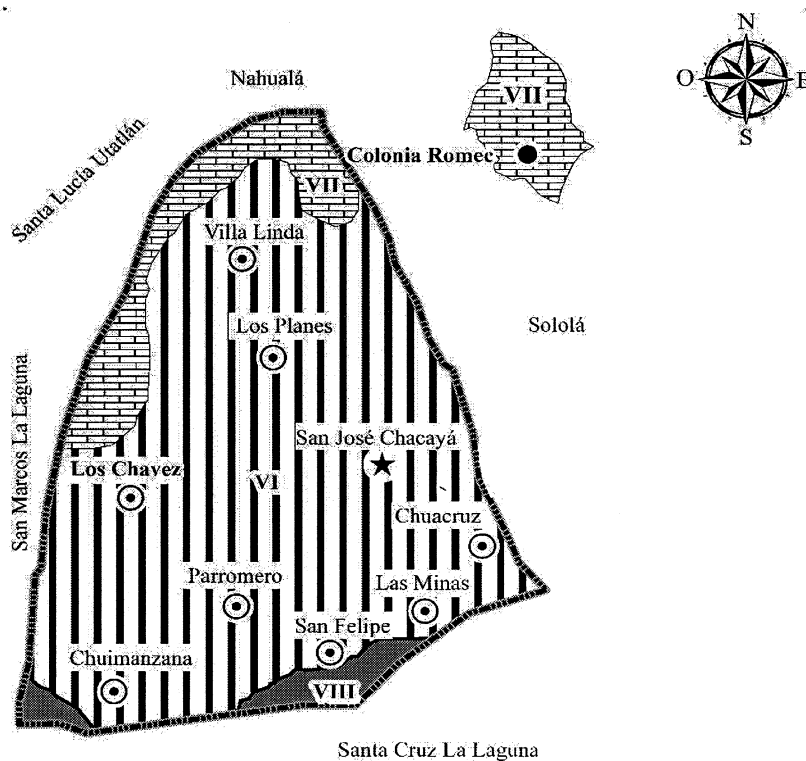 N
O
E
S
Nahualá
VII
Colonia Romec
Santa Lucía Utatlán
VII
Villa Linda
Sololá
Los Planes
San José Chacayá
San Marcos La Laguna
Los Chavez
VI
Chuacruz
Parromero
Las Minas
San Felipe
Chuimanzana
VIII
Santa Cruz La Laguna